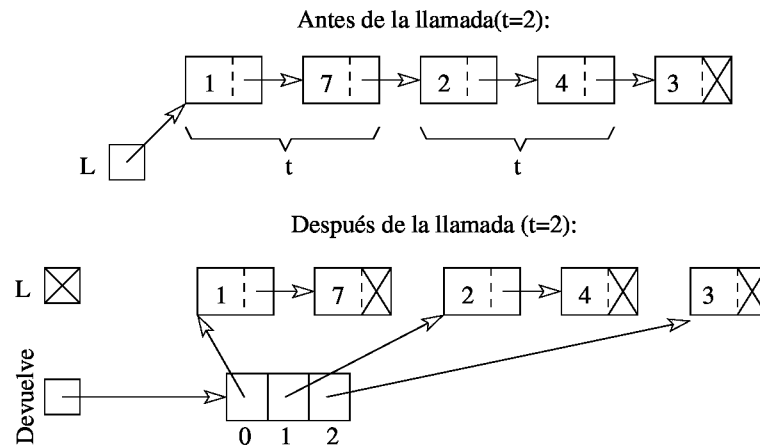 Antes de la llamada(t=2):
1 7 2 4 3
L
t t
Después de la llamada (t=2):
L 1 7 2 4 3
Devuelve
0 1 2